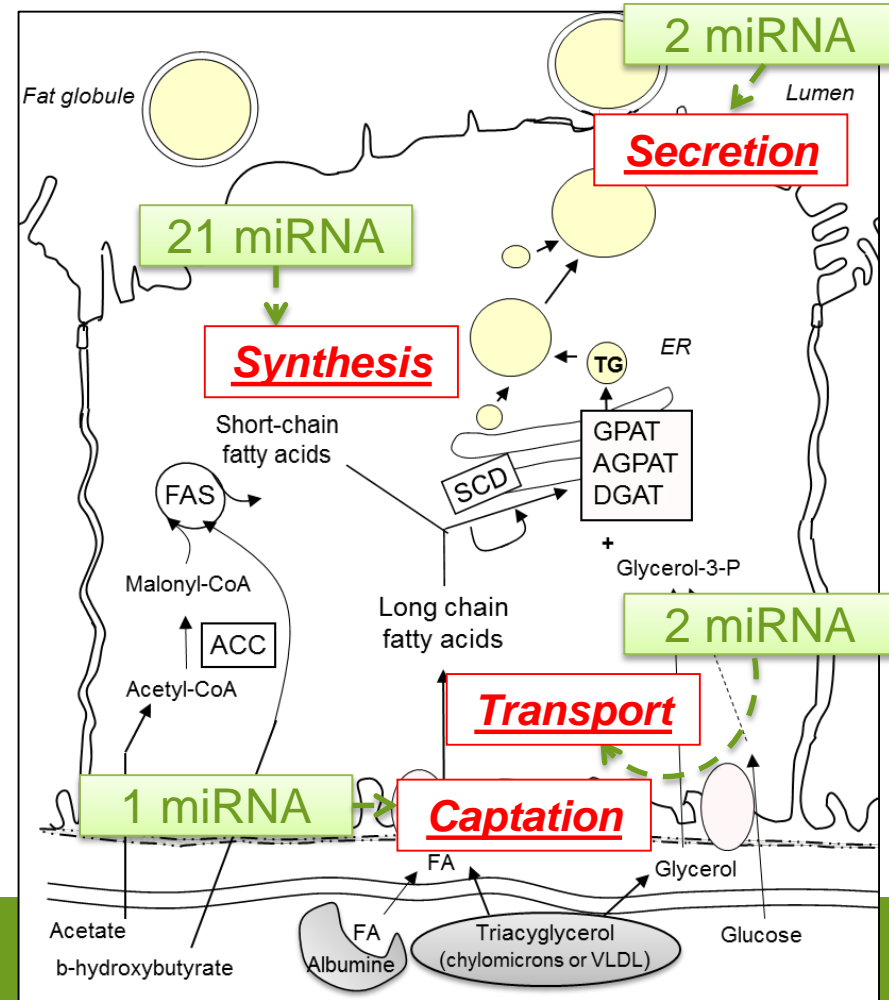 2 miRNA
Fat globule
Lumen
Secretion
21 miRNA
Synthesis
ER
TG
Short-chain
fatty acids
GPAT
AGPAT
DGAT
SCD
FAS
+
Glycerol-3-P
Malonyl-CoA
Long chain
fatty acids
2 miRNA
ACC
Acetyl-CoA
Transport
1 miRNA
Captation
FA
Glycerol
Acetate
b-hydroxybutyrate
FA
Albumine
Triacyglycerol
(chylomicrons or VLDL)
Glucose